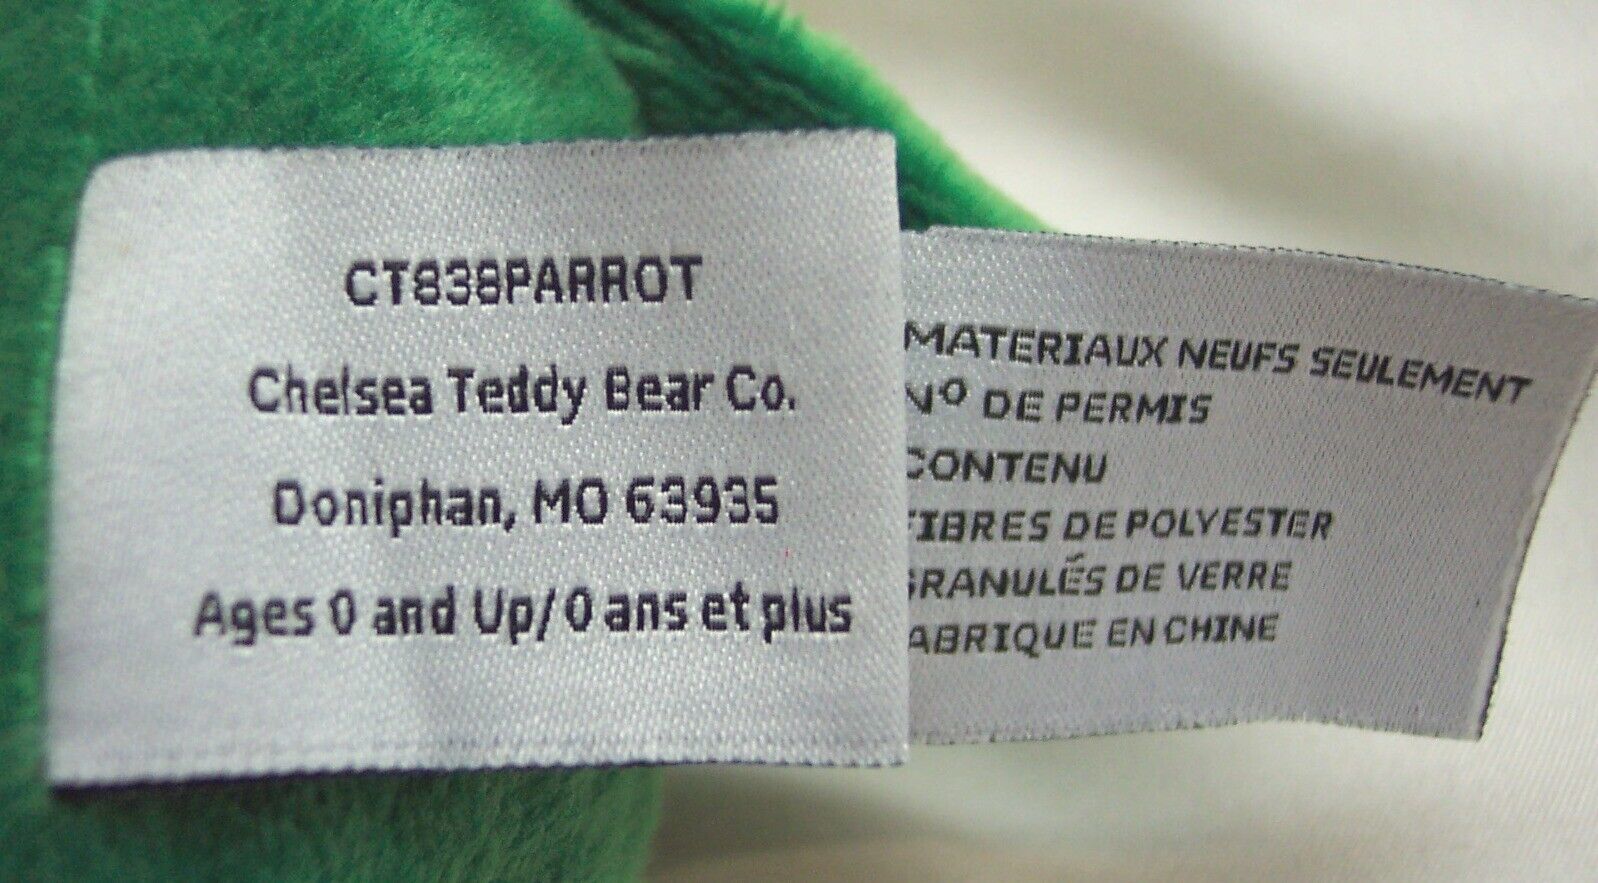 CT838PARROT
Chelsea Teddy Bear Co.
Doniphan, MO 63935
Ages 0 and Up/0 ans et plus
MATERIAUX NEUFS SEULEMENT
Nº DE PERMIS
CONTENU
FIBRES DE POLYESTER
GRANULÉS DE VERRE
FABRIQUE EN CHINE